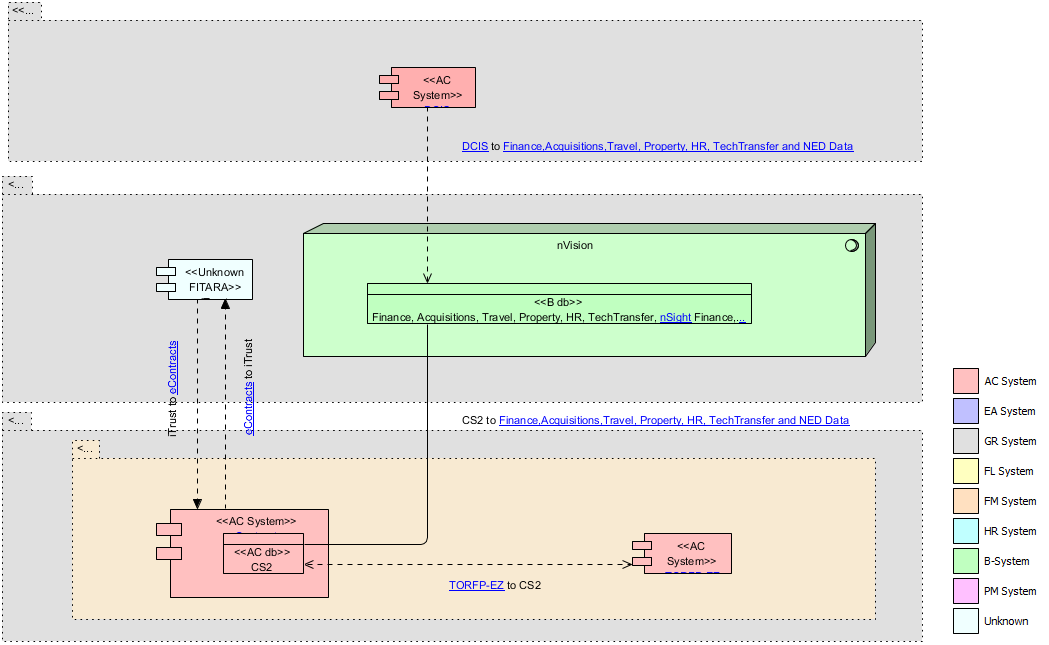 <<...
<<AC
System>>
DCIS to Finance,Acquisitions,Travel, Property, HR, TechTransfer and NED Data
<...
nVision
<<Unknown
FITARA>>
<<B db>>
Finance, Acquisitions, Travel, Property, HR, TechTransfer, nSight Finance,...
iTrust to eContracts
eContracts to iTrust
<...
CS2 to Finance,Acquisitions,Travel, Property, HR, TechTransfer and NED Data
<...
<<AC System>>
<<AC db>>
CS2
<<AC
System>>
TORFP-EZ to CS2
AC System
EA System
GR System
FL System
FM System
HR System
B-System
PM System
Unknown